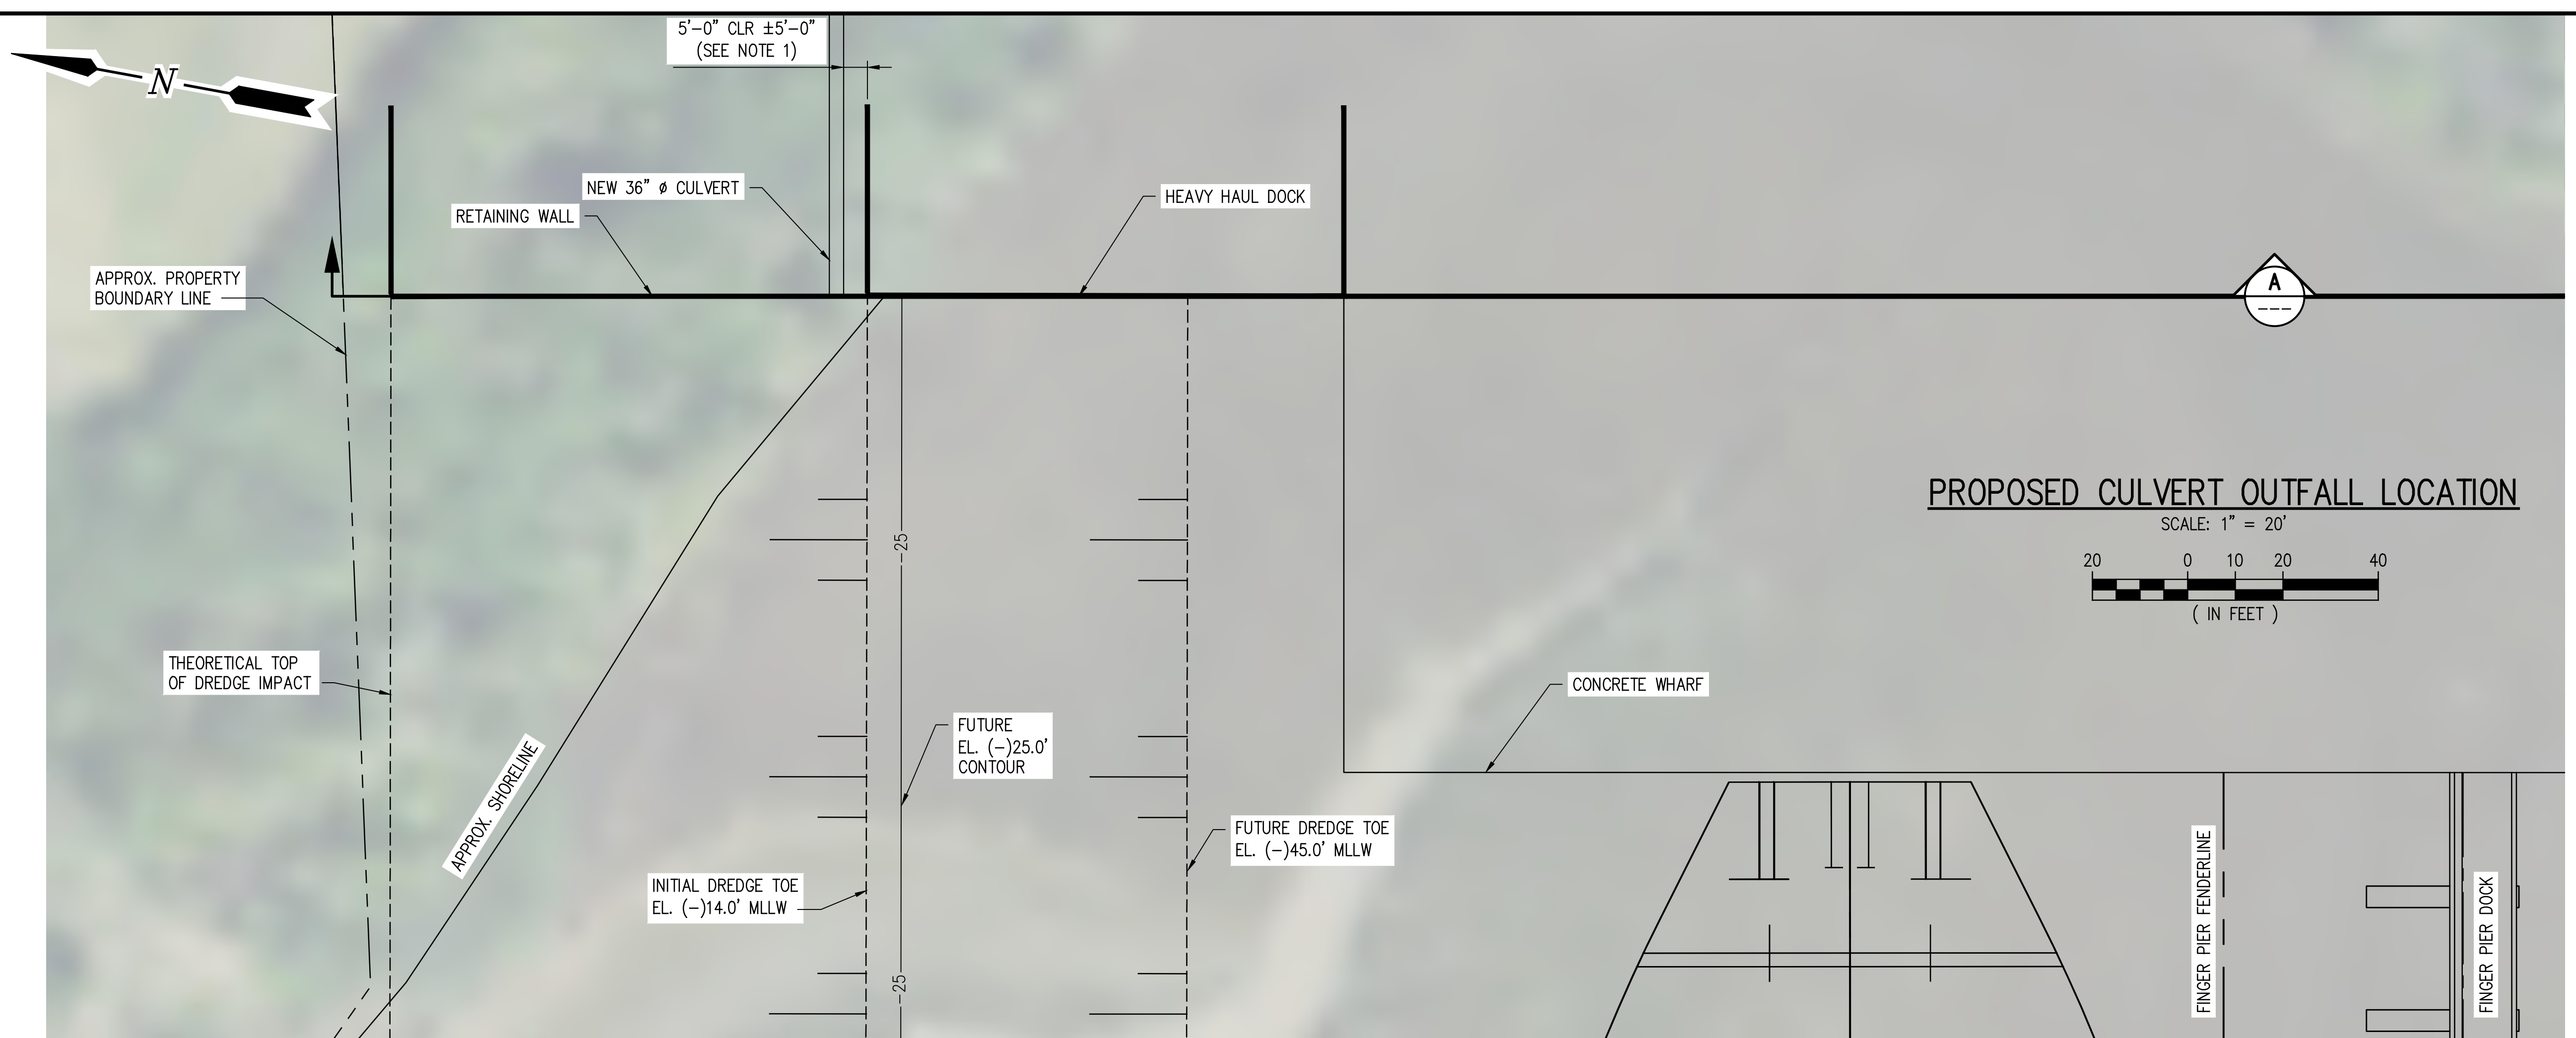 5'-0" CLR ±5'-0"
(SEE NOTE 1)
N
NEW 36" ø CULVERT
RETAINING WALL
HEAVY HAUL DOCK
APPROX. PROPERTY
BOUNDARY LINE
A
---
PROPOSED CULVERT OUTFALL LOCATION
SCALE: 1" = 20'
20 0 10 20 40
( IN FEET )
-25
THEORETICAL TOP
OF DREDGE IMPACT
CONCRETE WHARF
FUTURE
EL. (-)25.0'
CONTOUR
APPROX. SHORELINE
FUTURE DREDGE TOE
EL. (-)45.0' MLLW
INITIAL DREDGE TOE
EL. (-)14.0' MLLW
FINGER PIER FENDERLINE
FINGER PIER DOCK
-25